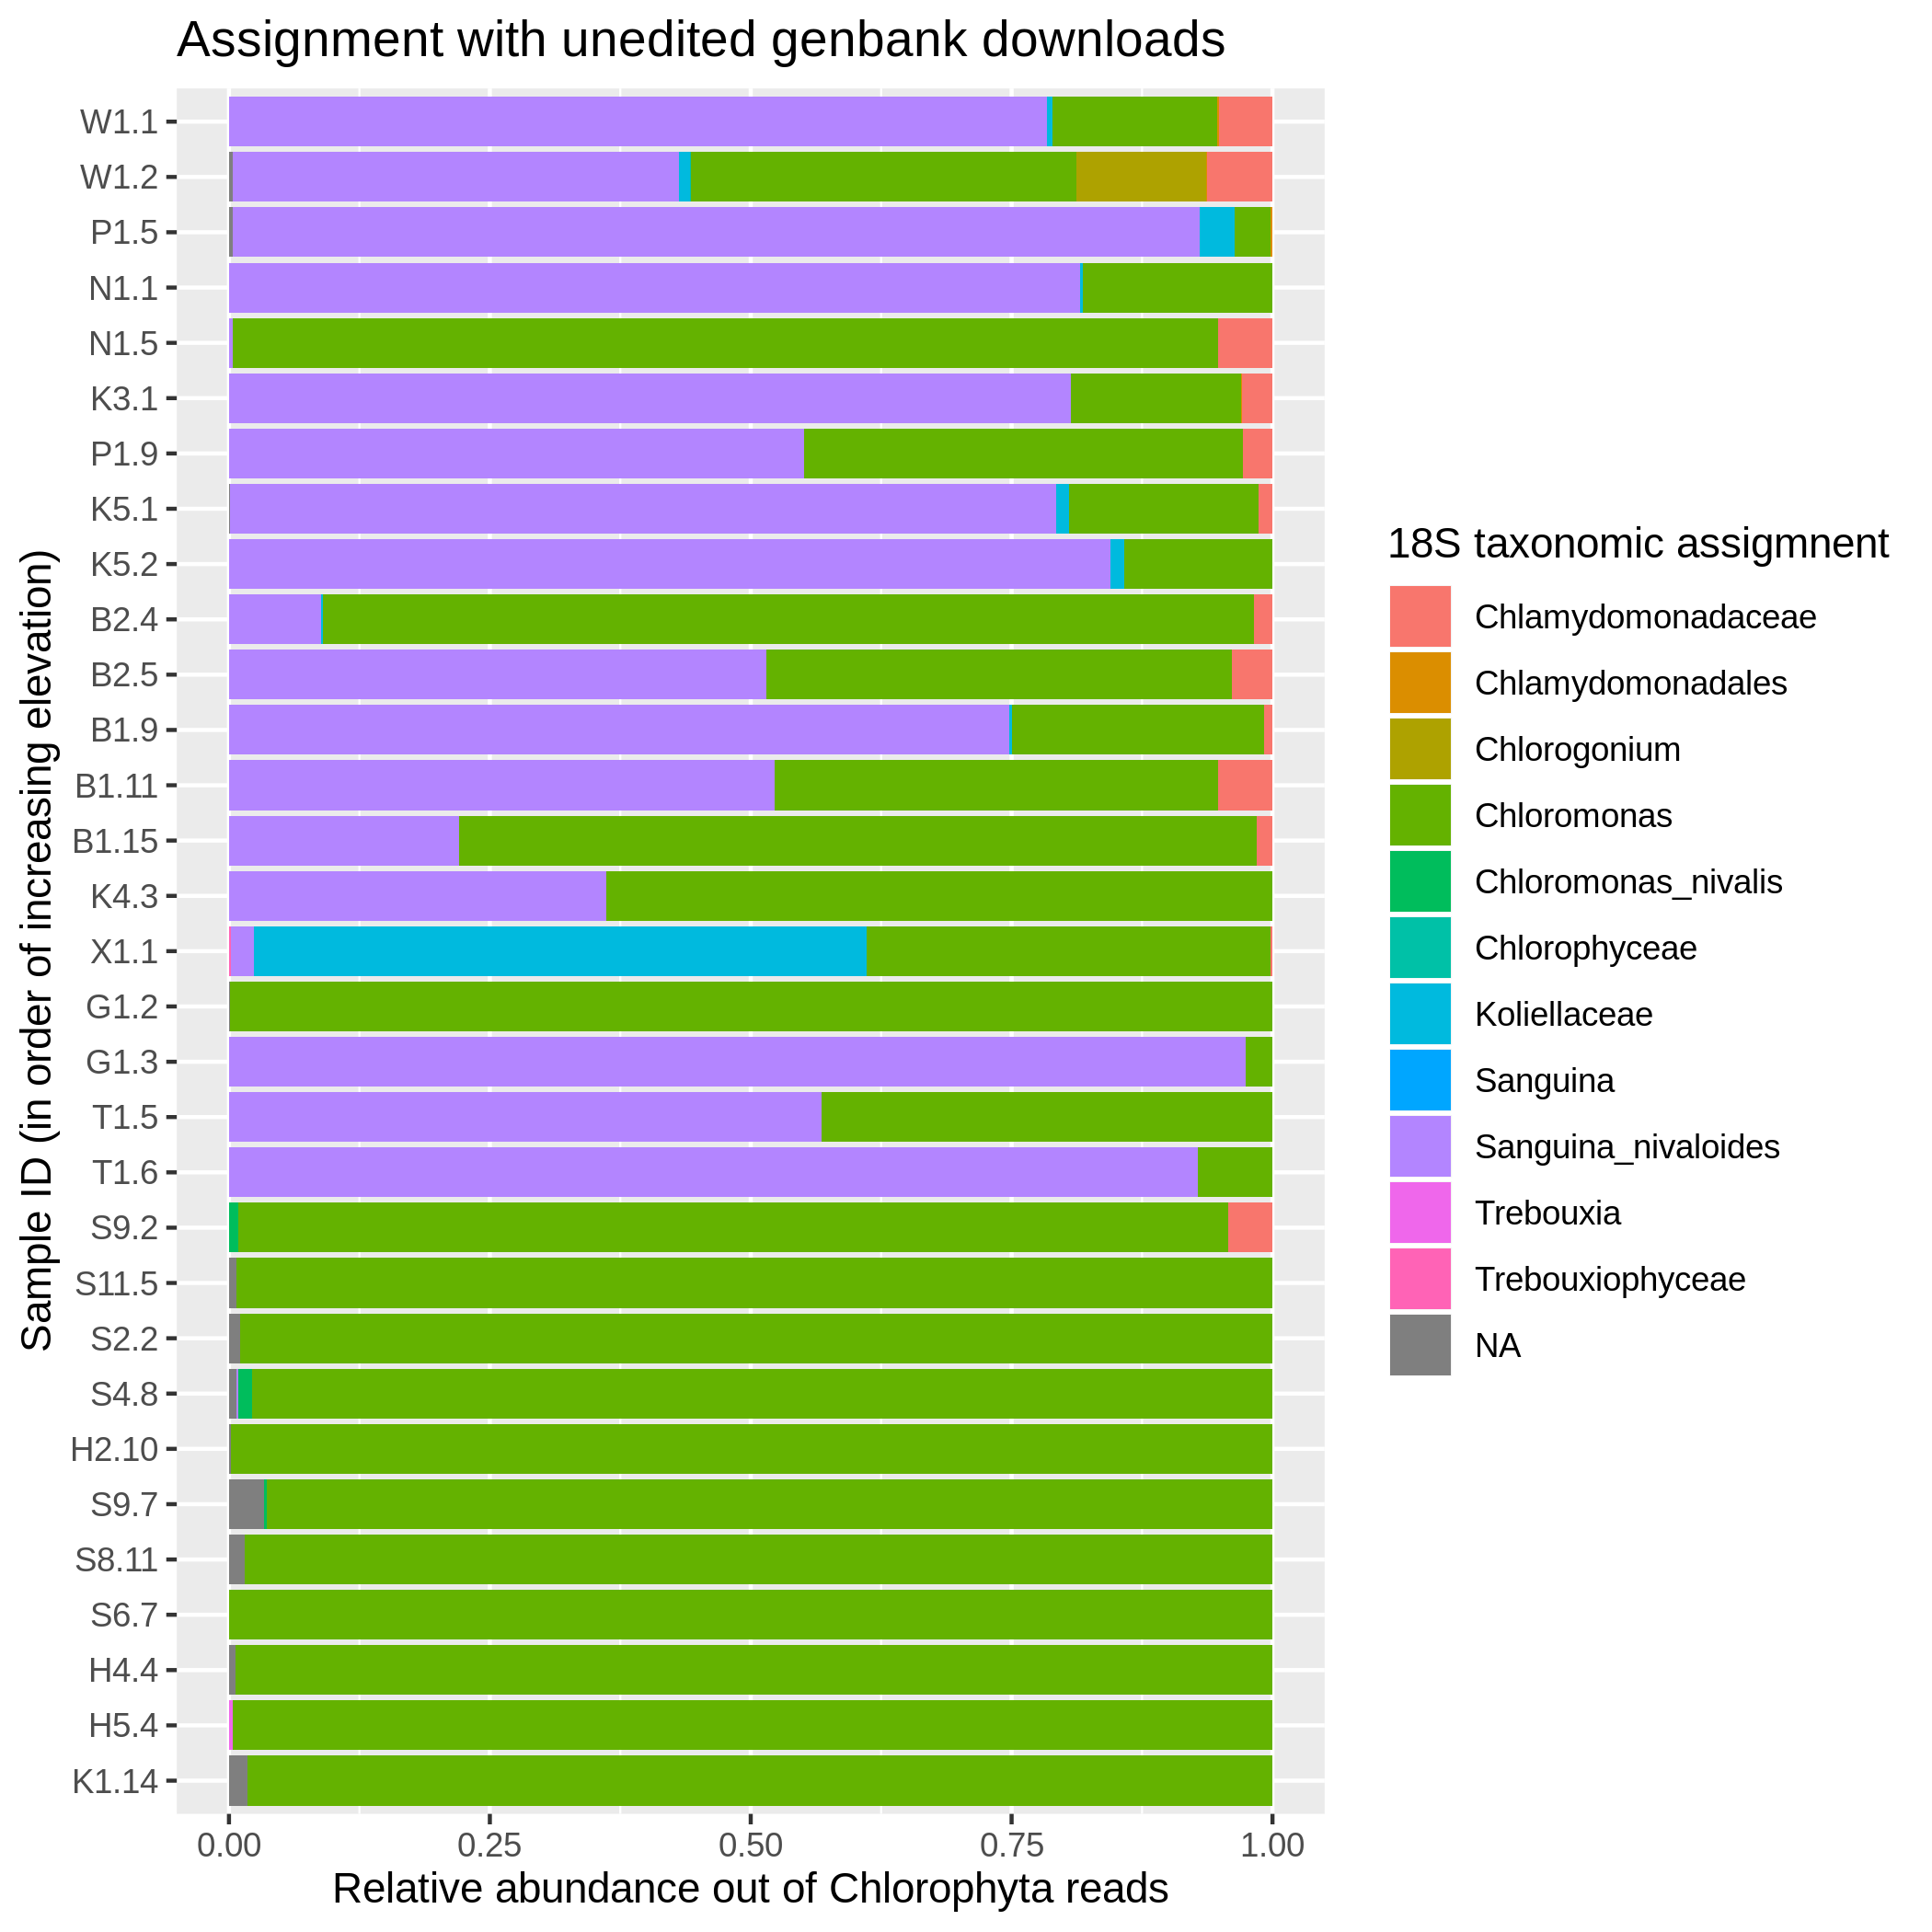 Assignment with unedited genbank downloads
Sample ID (in order of increasing elevation)
W1.1
W1.2
P1.5
N1.1
N1.5
K3.1
P1.9
K5.1
K5.2
B2.4
B2.5
B1.9
B1.11
B1.15
K4.3
X1.1
G1.2
G1.3
T1.5
T1.6
S9.2
S11.5
S2.2
S4.8
H2.10
S9.7
S8.11
S6.7
H4.4
H5.4
K1.14
0.00 0.25 0.50 0.75 1.00
Relative abundance out of Chlorophyta reads
18S taxonomic assigmnent
Chlamydomonadaceae
Chlamydomonadales
Chlorogonium
Chloromonas
Chloromonas_nivalis
Chlorophyceae
Koliellaceae
Sanguina
Sanguina_nivaloides
Trebouxia
Trebouxiophyceae
NA